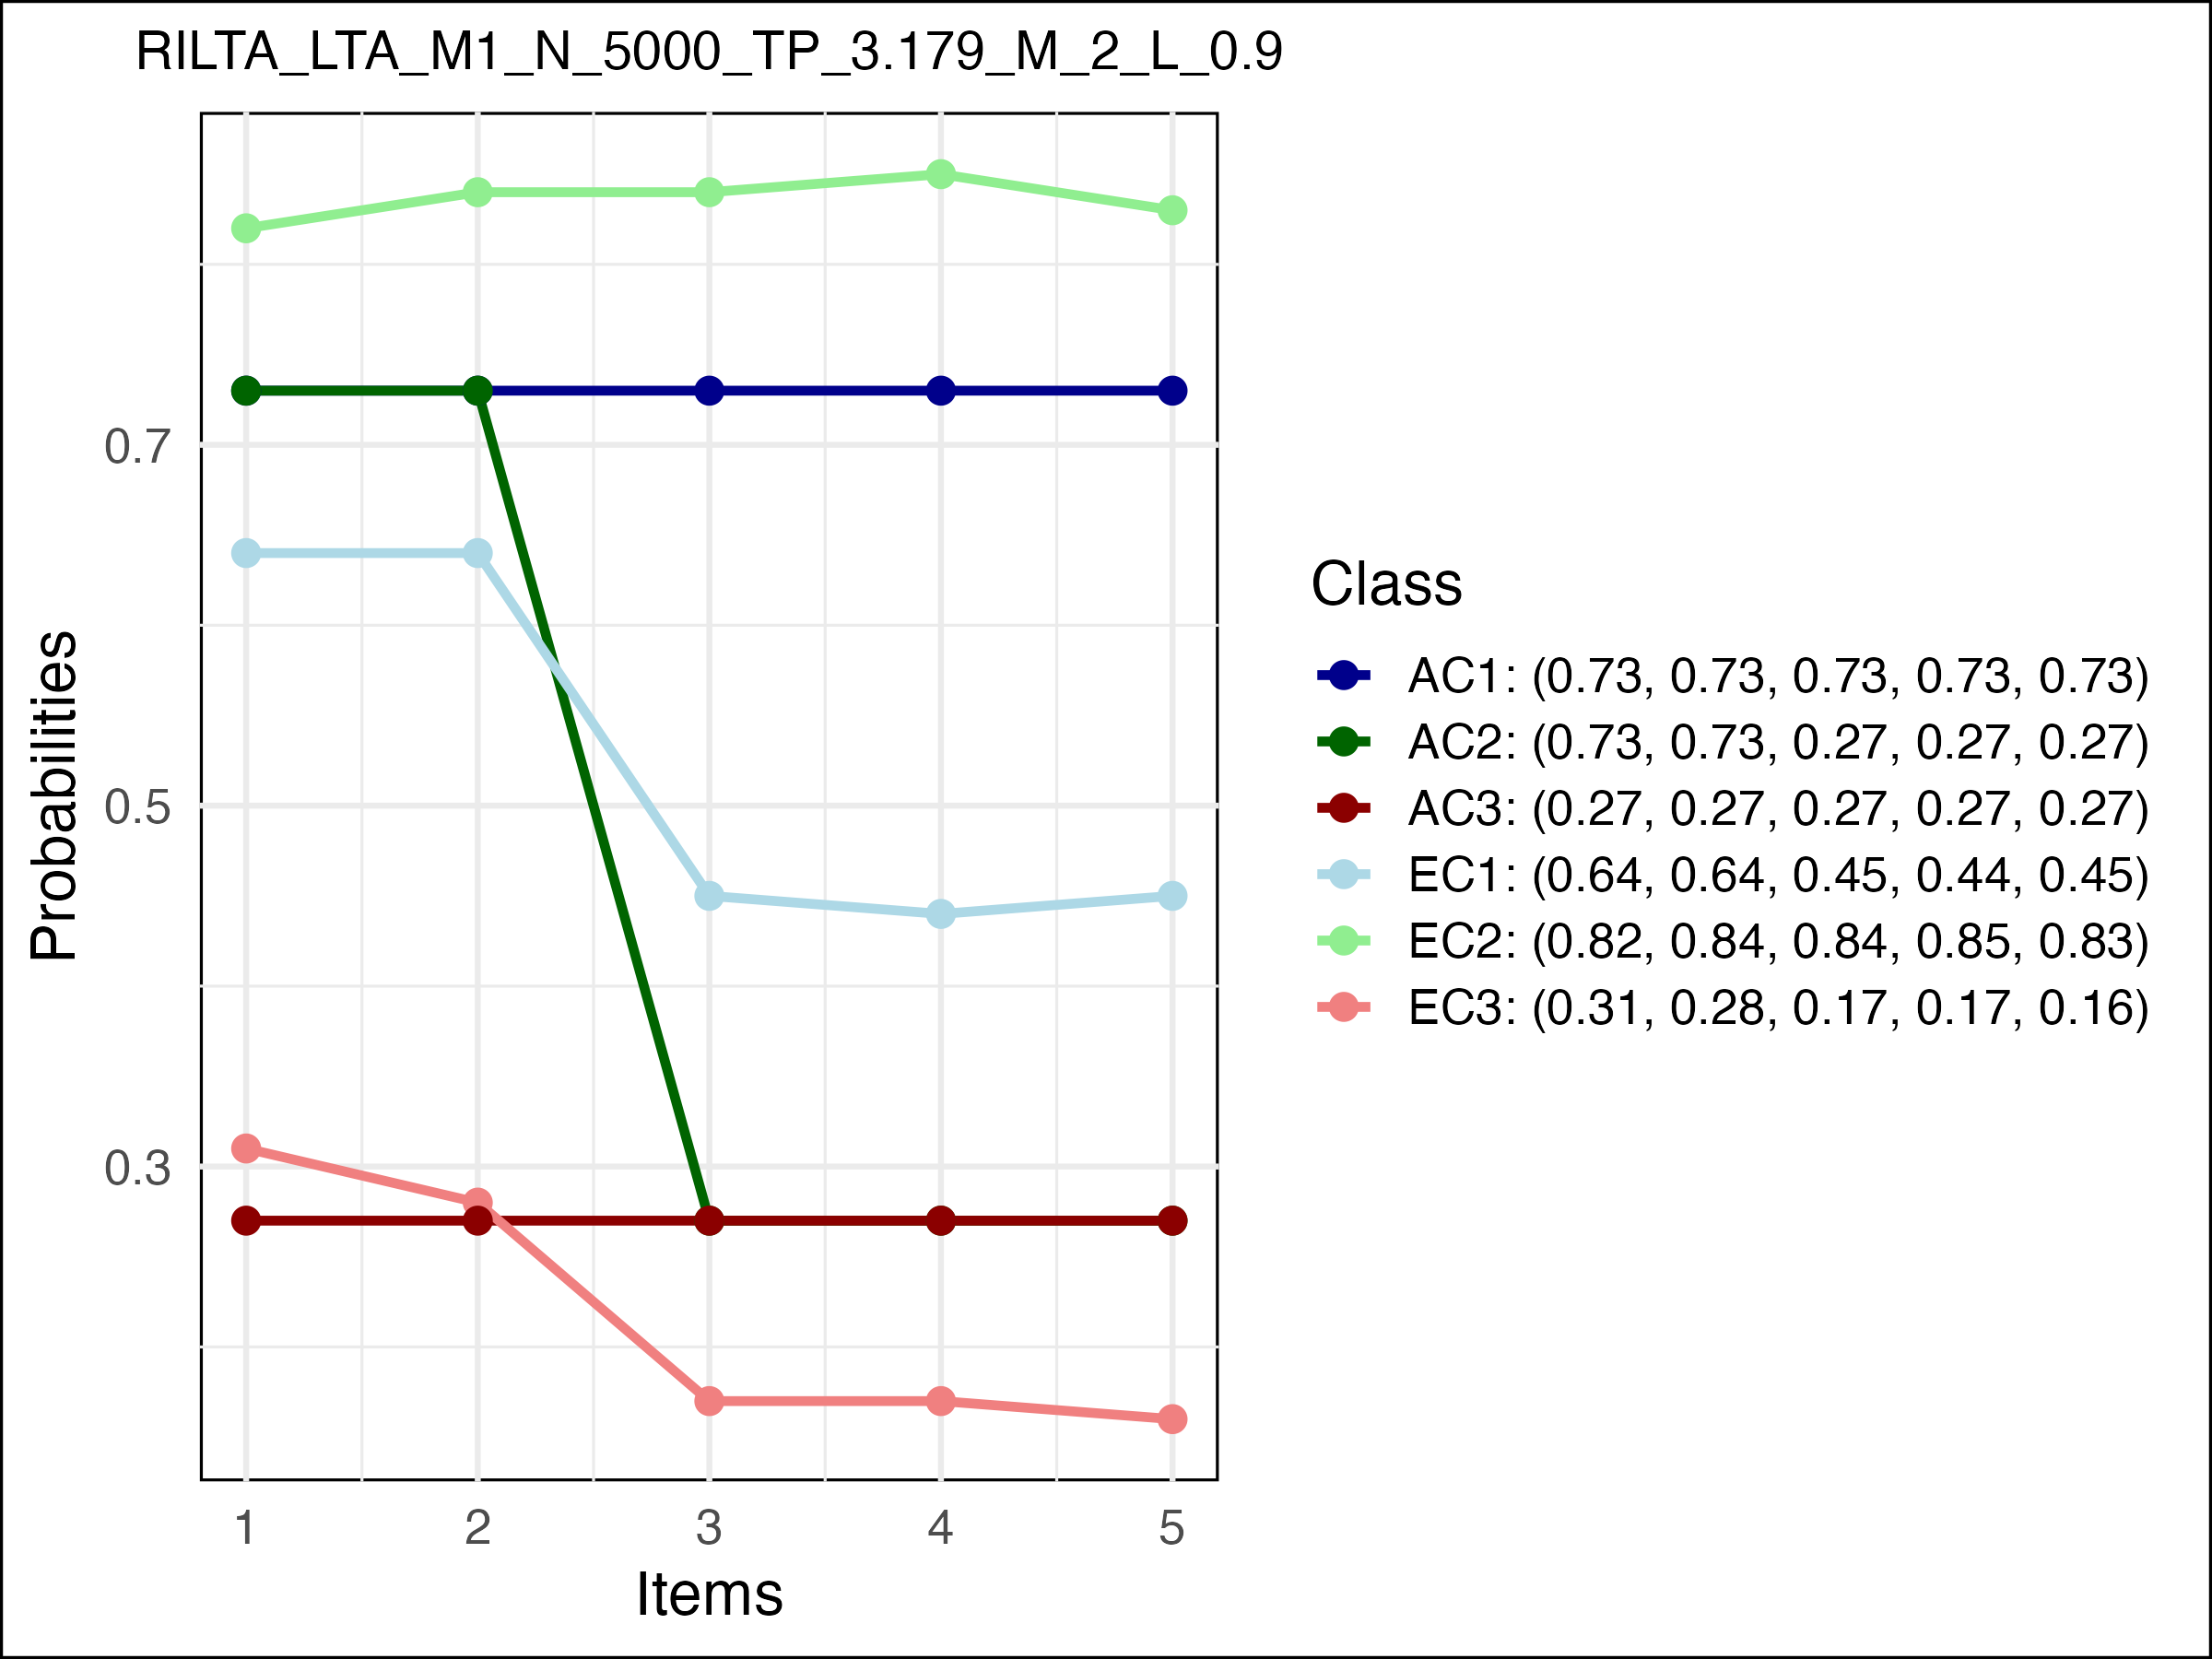 RILTA_LTA_M1_N_5000_TP_3.179_M_2_L_0.9
Probabilities
0.7
0.5
0.3
1 2 3 4 5
Items
Class
AC1: (0.73, 0.73, 0.73, 0.73, 0.73)
AC2: (0.73, 0.73, 0.27, 0.27, 0.27)
AC3: (0.27, 0.27, 0.27, 0.27, 0.27)
EC1: (0.64, 0.64, 0.45, 0.44, 0.45)
EC2: (0.82, 0.84, 0.84, 0.85, 0.83)
EC3: (0.31, 0.28, 0.17, 0.17, 0.16)